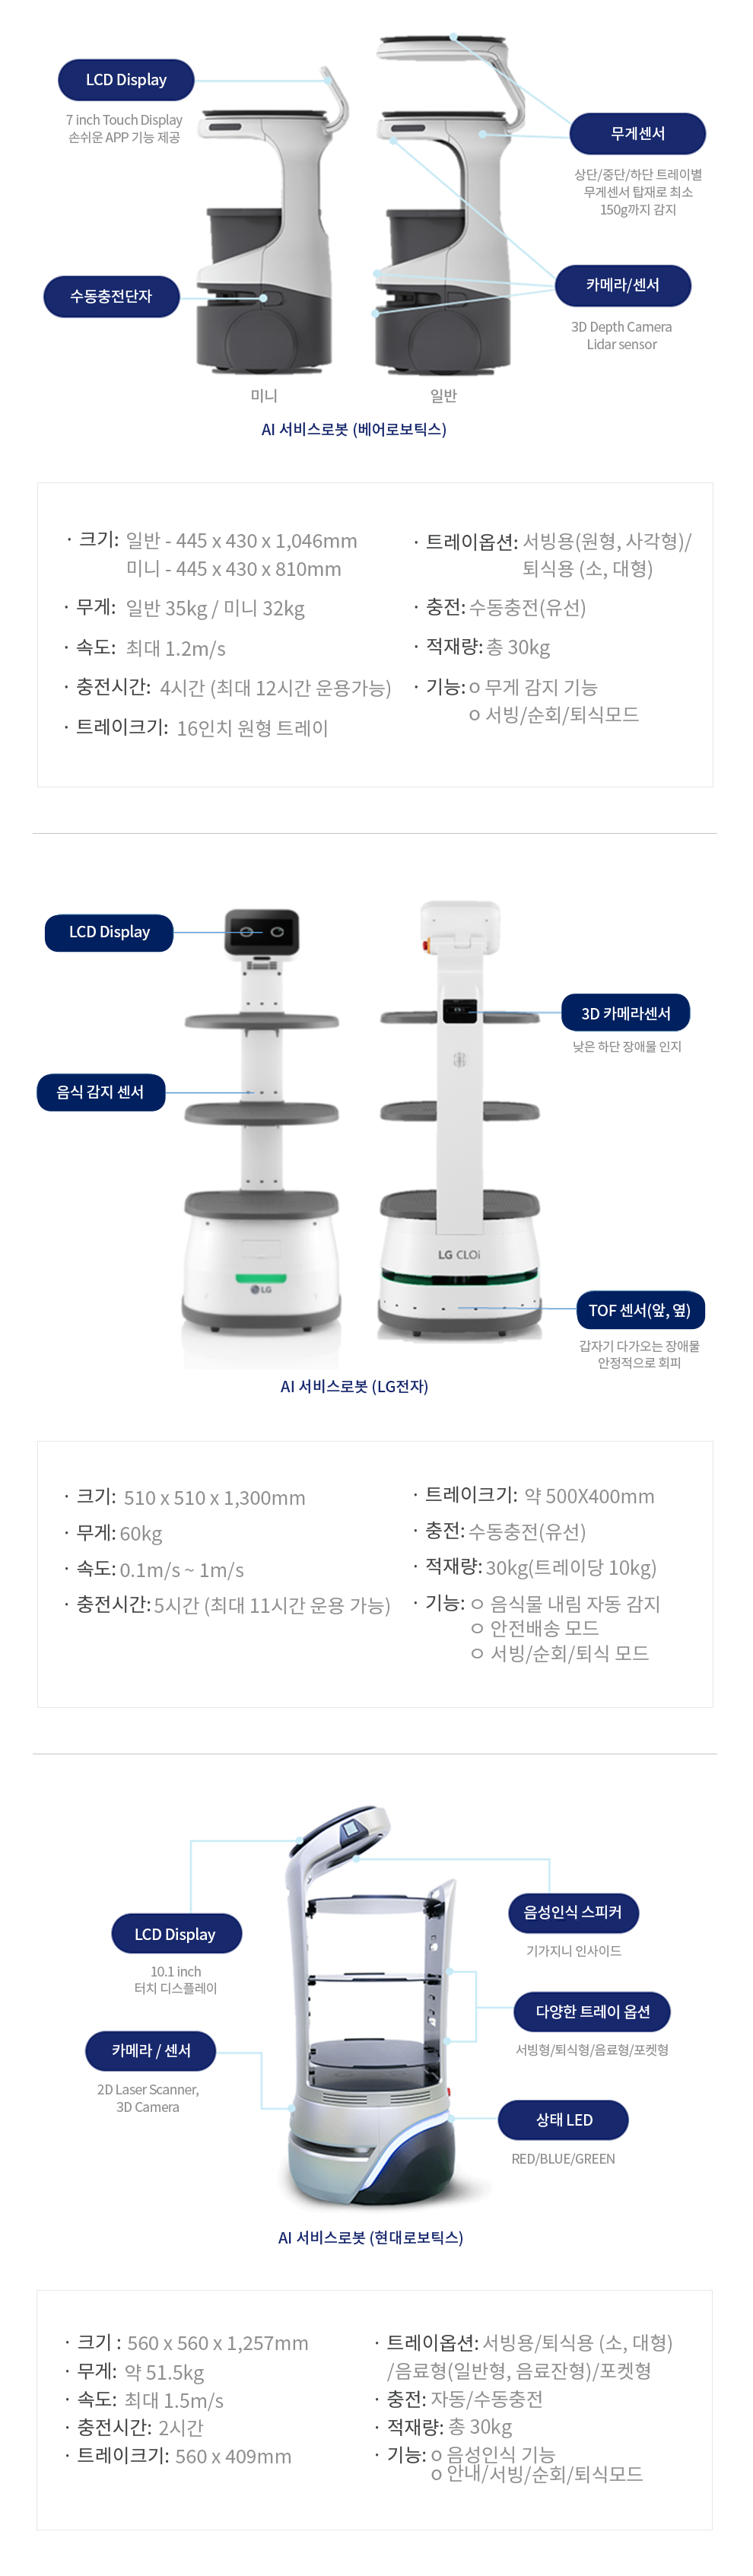 LCD Display
7 inch Touch Display
손쉬운 APP 기능 제공
무게센서
상단/중단/하단 트레이별
무게센서 탑재로 최소
150g까지 감지
수동충전단자
카메라/센서
3D Depth Camera
Lidar sensor
미니
일반
AI 서비스로봇 (베어로보틱스)
· 크기: 일반 - 445 x 430 x 1,046mm
미니 - 445 x 430 x 810mm
· 무게: 일반 35kg / 미니 32kg
· 속도: 최대 1.2m/s
· 충전시간: 4시간 (최대 12시간 운용가능)
· 트레이크기: 16인치 원형 트레이
· 트레이옵션: 서빙용(원형, 사각형)/
퇴식용 (소, 대형)
· 충전: 수동충전(유선)
· 적재량: 총 30kg
· 기능: o 무게 감지 기능
o 서빙/순회/퇴식모드
LCD Display
3D 카메라센서
낮은 하단 장애물 인지
음식 감지 센서
LG CLOi
LG
TOF 센서(앞, 옆)
갑자기 다가오는 장애물
안정적으로 회피
AI 서비스로봇 (LG전자)
· 크기: 510 x 510 x 1,300mm
· 무게: 60kg
· 속도: 0.1m/s ~ 1m/s
· 충전시간: 5시간 (최대 11시간 운용 가능)
· 트레이크기: 약 500X400mm
· 충전: 수동충전(유선)
· 적재량: 30kg(트레이당 10kg)
· 기능: ㅇ 음식물 내림 자동 감지
ㅇ 안전배송 모드
ㅇ 서빙/순회/퇴식 모드
LCD Display
10.1 inch
터치 디스플레이
음성인식 스피커
기가지니 인사이드
다양한 트레이 옵션
서빙형/퇴식형/음료형/포켓형
카메라 / 센서
2D Laser Scanner,
3D Camera
상태 LED
RED/BLUE/GREEN
AI 서비스로봇 (현대로보틱스)
· 크기 : 560 x 560 x 1,257mm
· 무게: 약 51.5kg
· 속도: 최대 1.5m/s
· 충전시간: 2시간
· 트레이크기: 560 x 409mm
· 트레이옵션: 서빙용/퇴식용 (소, 대형)
/음료형(일반형, 음료잔형)/포켓형
· 충전: 자동/수동충전
· 적재량: 총 30kg
· 기능: o 음성인식 기능
o 안내/서빙/순회/퇴식모드